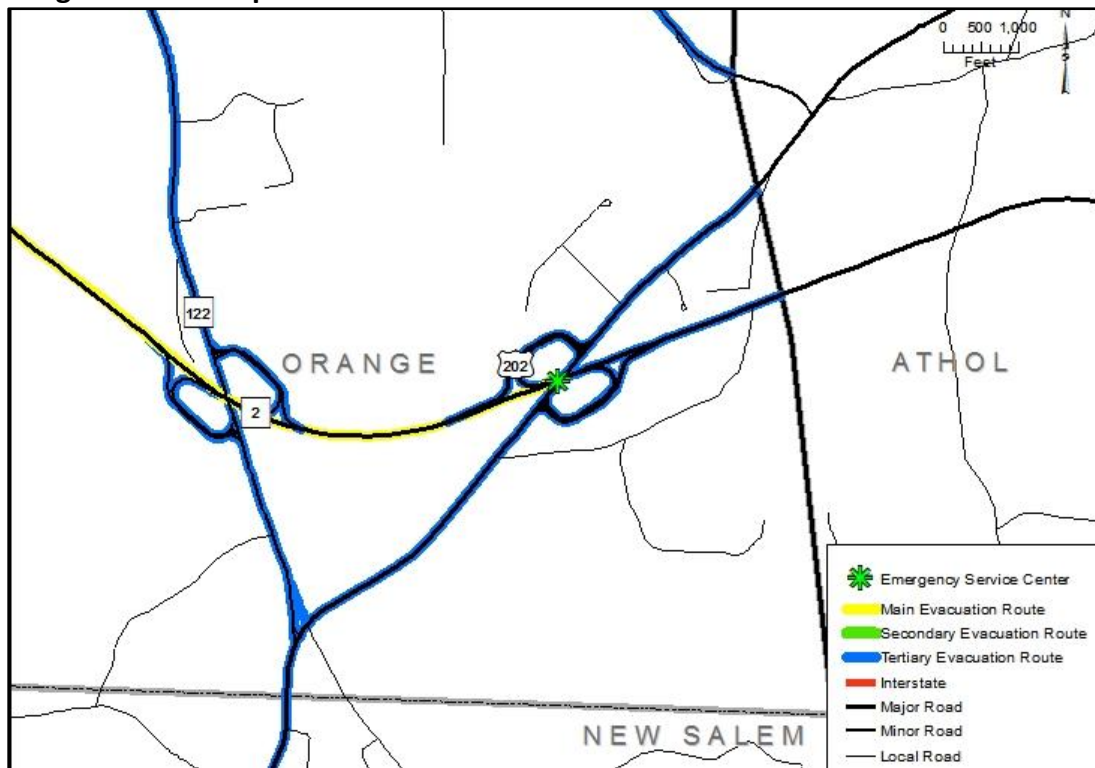 N
0 500 1,000
Feet
S
122
ORANGE
202
ATHOL
2
Emergency Service Center
Main Evacuation Route
Secondary Evacuation Route
Tertiary Evacuation Route
Interstate
Major Road
NEW SALEM
Minor Road
Local Road